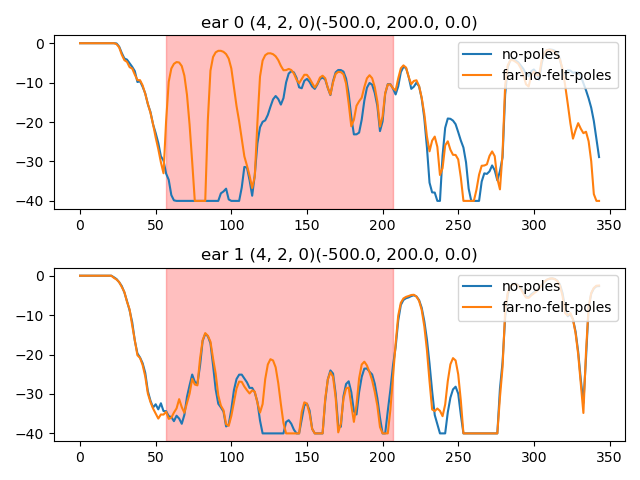 ear 0 (4, 2, 0)(-500.0, 200.0, 0.0)
0
−10
−20
−30
−40
no-poles
far-no-felt-poles
0 50 100 150 200 250 300 350
ear 1 (4, 2, 0)(-500.0, 200.0, 0.0)
0
−10
−20
−30
−40
no-poles
far-no-felt-poles
0 50 100 150 200 250 300 350